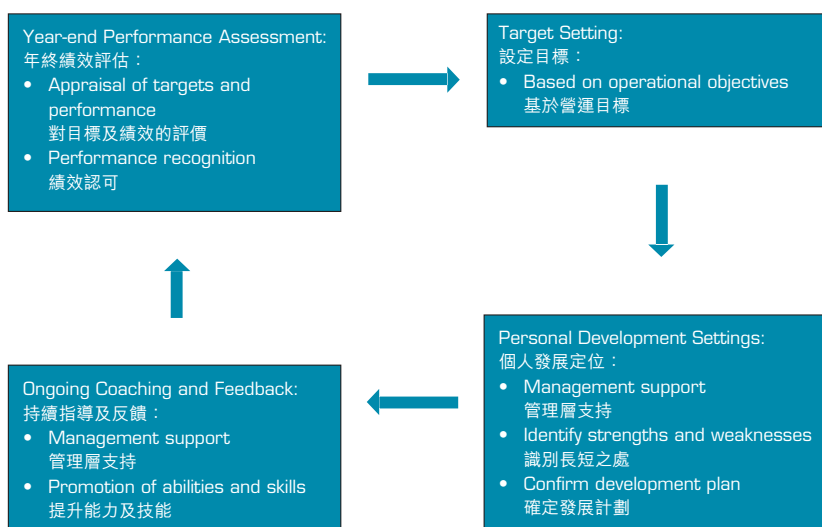 Year-end Performance Assessment:
年終績效評估：
• Appraisal of targets and
performance
對目標及績效的評價
• Performance recognition
績效認可
Target Setting:
設定目標：
• Based on operational objectives
基於營運目標
Personal Development Settings:
個人發展定位：
• Management support
管理層支持
• Identify strengths and weaknesses
識別長短之處
• Confirm development plan
確定發展計劃
Ongoing Coaching and Feedback:
持續指導及反饋：
• Management support
管理層支持
• Promotion of abilities and skills
提升能力及技能